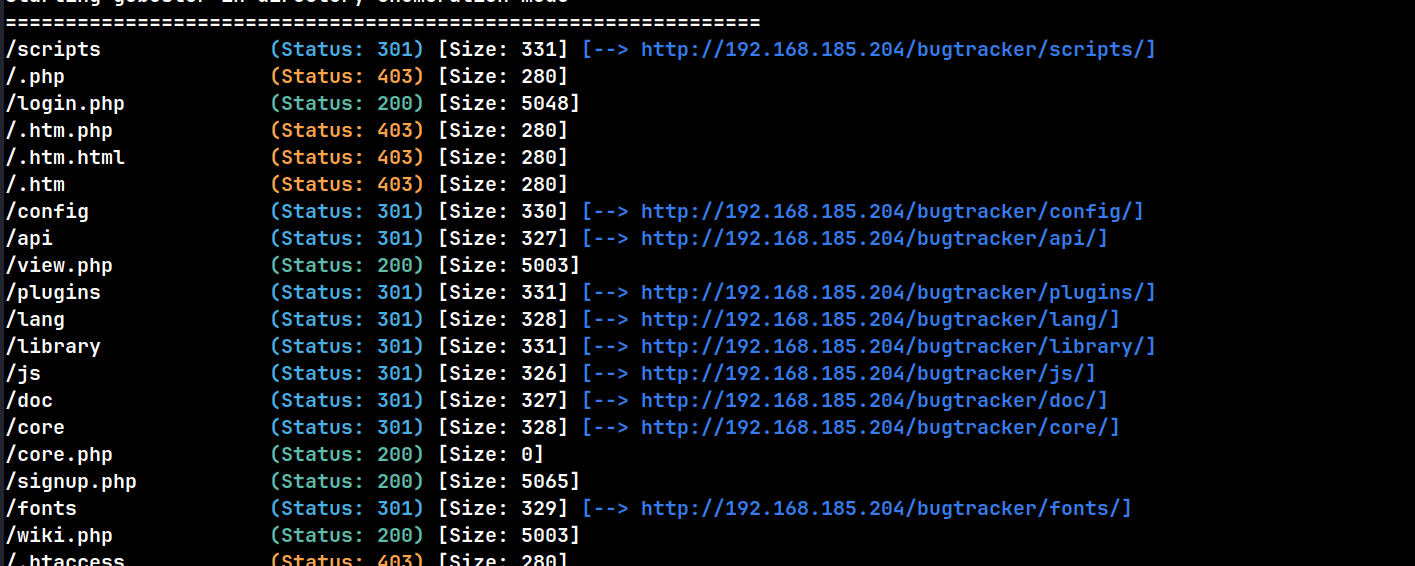 Starting gobuster in directory enumeration mode
===============================================================
/scripts (Status: 301) [Size: 331] [--> http://192.168.185.204/bugtracker/scripts/]
/.php (Status: 403) [Size: 280]
/login.php (Status: 200) [Size: 5048]
/.htm.php (Status: 403) [Size: 280]
/.htm.html (Status: 403) [Size: 280]
/.htm (Status: 403) [Size: 280]
/config (Status: 301) [Size: 330] [--> http://192.168.185.204/bugtracker/config/]
/api (Status: 301) [Size: 327] [--> http://192.168.185.204/bugtracker/api/]
/view.php (Status: 200) [Size: 5003]
/plugins (Status: 301) [Size: 331] [--> http://192.168.185.204/bugtracker/plugins/]
/lang (Status: 301) [Size: 328] [--> http://192.168.185.204/bugtracker/lang/]
/library (Status: 301) [Size: 331] [--> http://192.168.185.204/bugtracker/library/]
/js (Status: 301) [Size: 326] [--> http://192.168.185.204/bugtracker/js/]
/doc (Status: 301) [Size: 327] [--> http://192.168.185.204/bugtracker/doc/]
/core (Status: 301) [Size: 328] [--> http://192.168.185.204/bugtracker/core/]
/core.php (Status: 200) [Size: 0]
/signup.php (Status: 200) [Size: 5065]
/fonts (Status: 301) [Size: 329] [--> http://192.168.185.204/bugtracker/fonts/]
/wiki.php (Status: 200) [Size: 5003]
/.htaccess (Status: 403) [Size: 280]